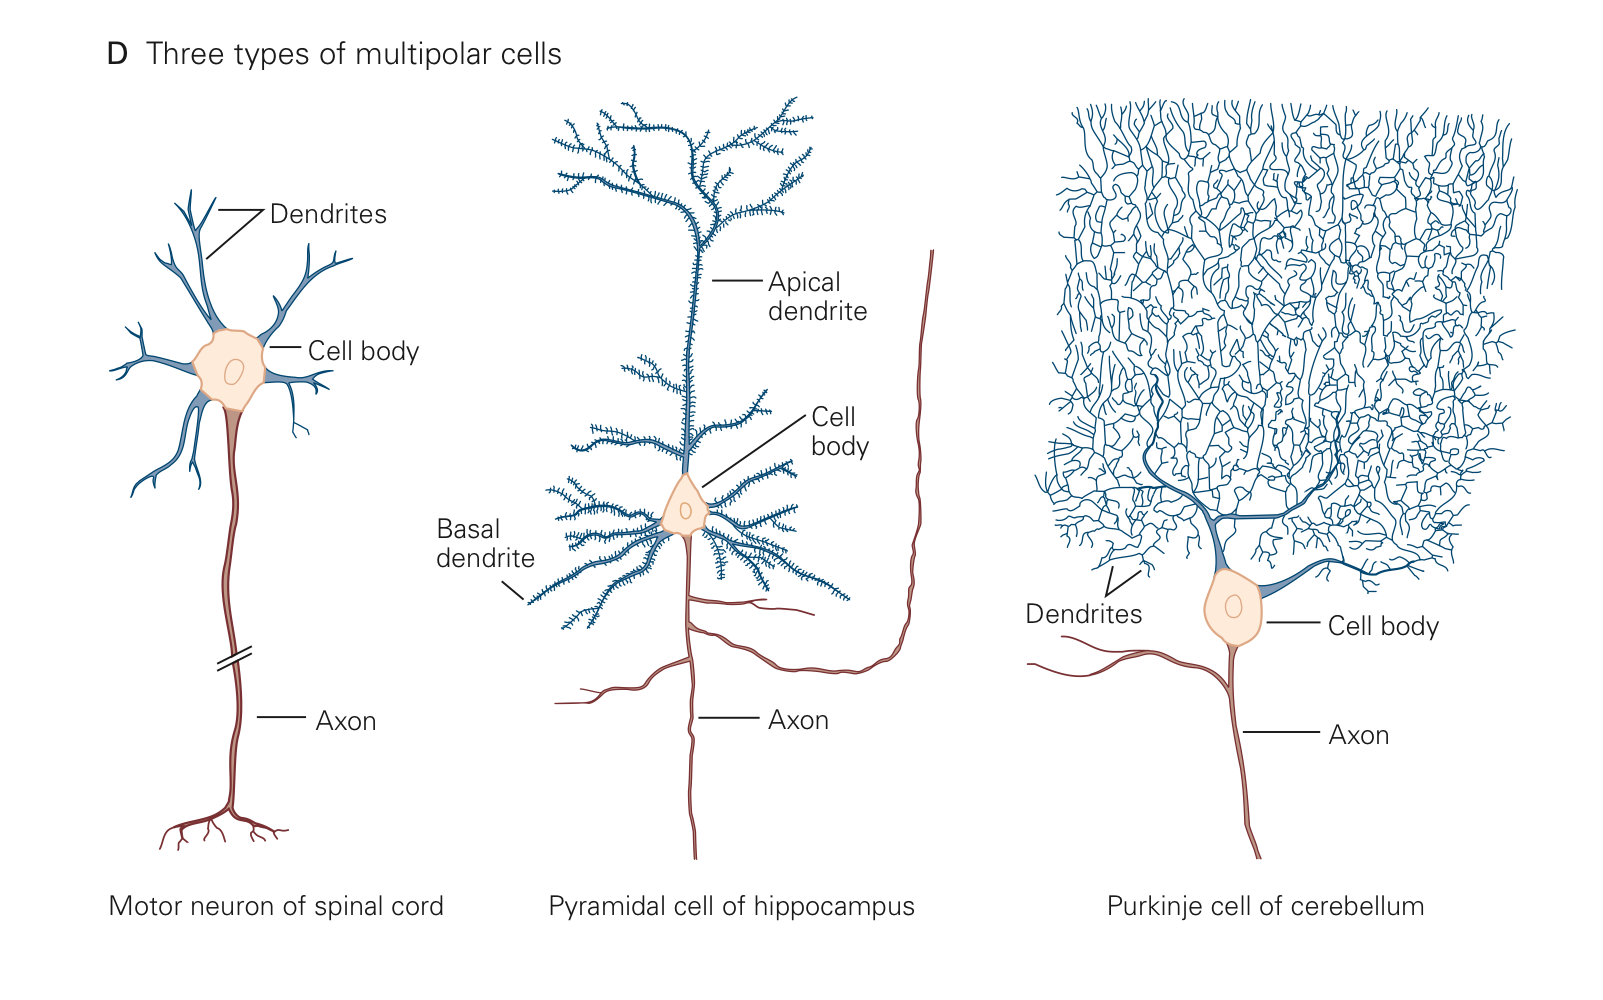 D Three types of multipolar cells
Dendrites
Cell body
Axon
Motor neuron of spinal cord
Apical
dendrite
Cell
body
Basal
dendrite
Axon
Pyramidal cell of hippocampus
Dendrites
Cell body
Axon
Purkinje cell of cerebellum